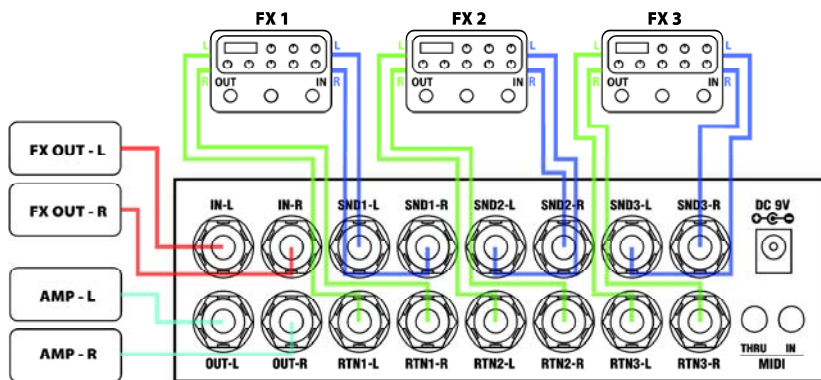 FX 1
FX 2
FX 3
L
L
L
L
L
L
R
R
R
R
R
R
OUT
IN
OUT
IN
OUT
IN
FX OUT - L
FX OUT - R
AMP - L
AMP - R
IN-L
IN-R
SND1-L
SND1-R
SND2-L
SND2-R
SND3-L
SND3-R
DC 9V
OUT-L
OUT-R
RTN1-L
RTN1-R
RTN2-L
RTN2-R
RTN3-L
RTN3-R
THRU
IN
MIDI